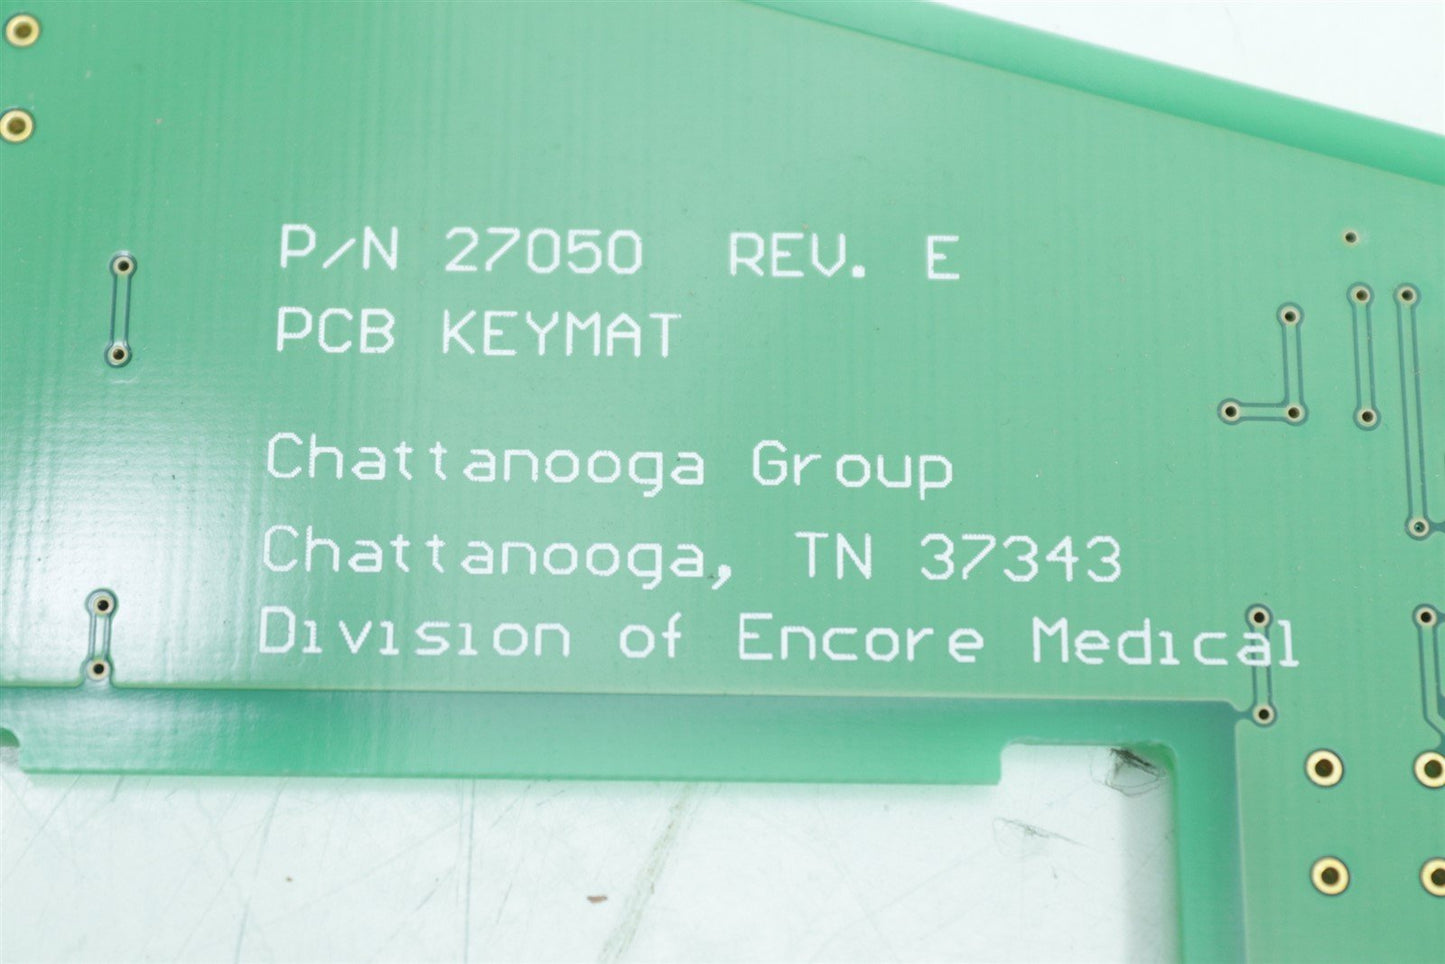 P/N 27050 REV. E
PCB KEYMAT
Chattanooga Group
Chattanooga, TN 37343
Division of Encore Medical